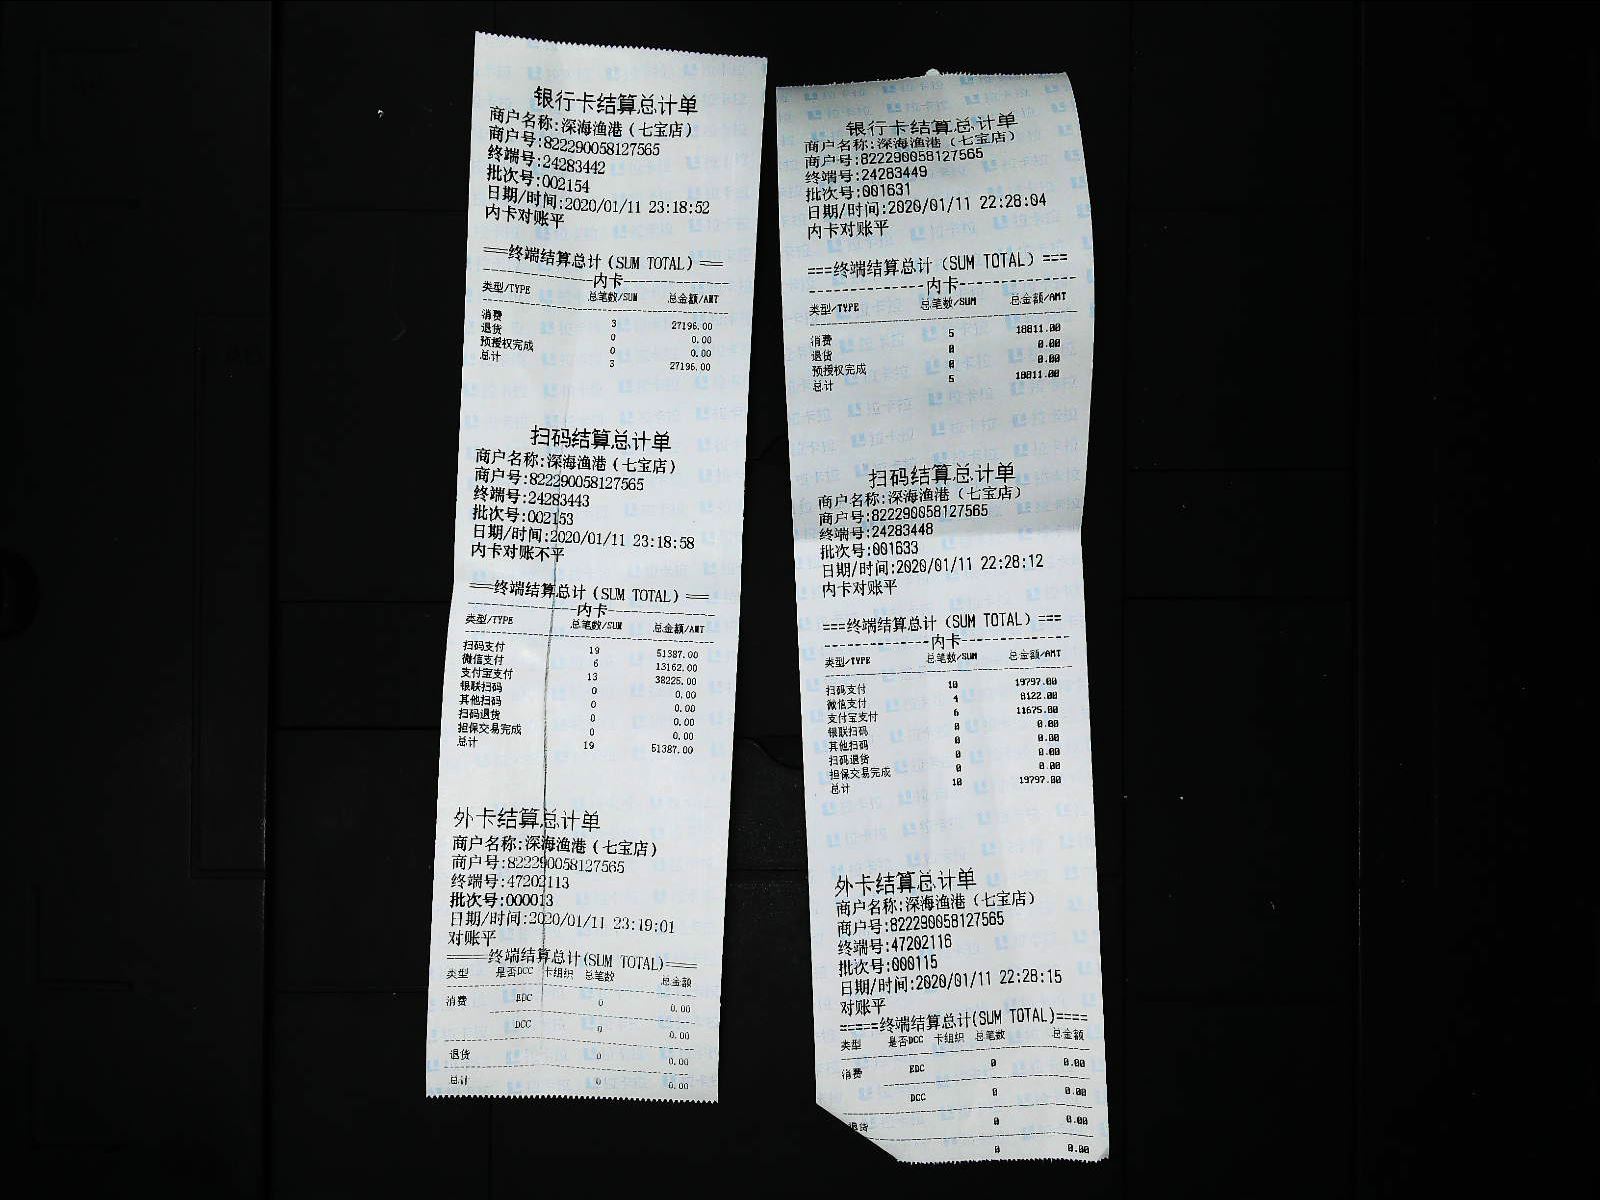 银行卡结算总计单
商户名称:深海渔港(七宝店)
商户号:822290058127565
终端号:24283442
批次号:002154
日期/时间:2020/01/11 23:18:52
内卡对账平
===终端结算总计(SUM TOTAL)===
内卡
类型/TYPE 总笔数/SUM 总金额/AMT
消费 3 27196.00
退货 0 0.00
预授权完成 0 0.00
总计 3 27196.00
扫码结算总计单
商户名称:深海渔港(七宝店)
商户号:822290058127565
终端号:24283443
批次号:002153
日期/时间:2020/01/11 23:18:58
内卡对账不平
===终端结算总计(SUM TOTAL)===
内卡
类型/TYPE 总笔数/SUM 总金额/AMT
扫码支付 19 51387.00
微信支付 6 13162.00
支付宝支付 13 38225.00
银联扫码 0 0.00
其他扫码 0 0.00
扫码退货 0 0.00
担保交易完成 0 0.00
总计 19 51387.00
外卡结算总计单
商户名称:深海渔港(七宝店)
商户号:822290058127565
终端号:47202113
批次号:000013
日期/时间:2020/01/11 23:19:01
对账平
=====终端结算总计(SUM TOTAL)====
类型 是否DCC 卡组织 总笔数 总金额
消费 EDC 0 0.00
DCC 0 0.00
退货 0 0.00
总计 0 0.00
银行卡结算总计单
商户名称:深海渔港(七宝店)
商户号:822290058127565
终端号:24283449
批次号:001631
日期/时间:2020/01/11 22:28:04
内卡对账平
===终端结算总计(SUM TOTAL)===
内卡
类型/TYPE 总笔数/SUM 总金额/AMT
消费 5 18811.00
退货 0 0.00
预授权完成 0 0.00
总计 5 18811.00
扫码结算总计单
商户名称:深海渔港(七宝店)
商户号:822290058127565
终端号:24283448
批次号:001633
日期/时间:2020/01/11 22:28:12
内卡对账平
===终端结算总计(SUM TOTAL)===
内卡
类型/TYPE 总笔数/SUM 总金额/AMT
扫码支付 10 19797.00
微信支付 4 8122.00
支付宝支付 6 11675.00
银联扫码 0 0.00
其他扫码 0 0.00
扫码退货 0 0.00
担保交易完成 0 0.00
总计 10 19797.00
外卡结算总计单
商户名称:深海渔港(七宝店)
商户号:822290058127565
终端号:47202116
批次号:000115
日期/时间:2020/01/11 22:28:15
对账平
=====终端结算总计(SUM TOTAL)====
类型 是否DCC 卡组织 总笔数 总金额
消费 EDC 0 0.00
DCC 0 0.00
退货 0 0.00
0 0.00